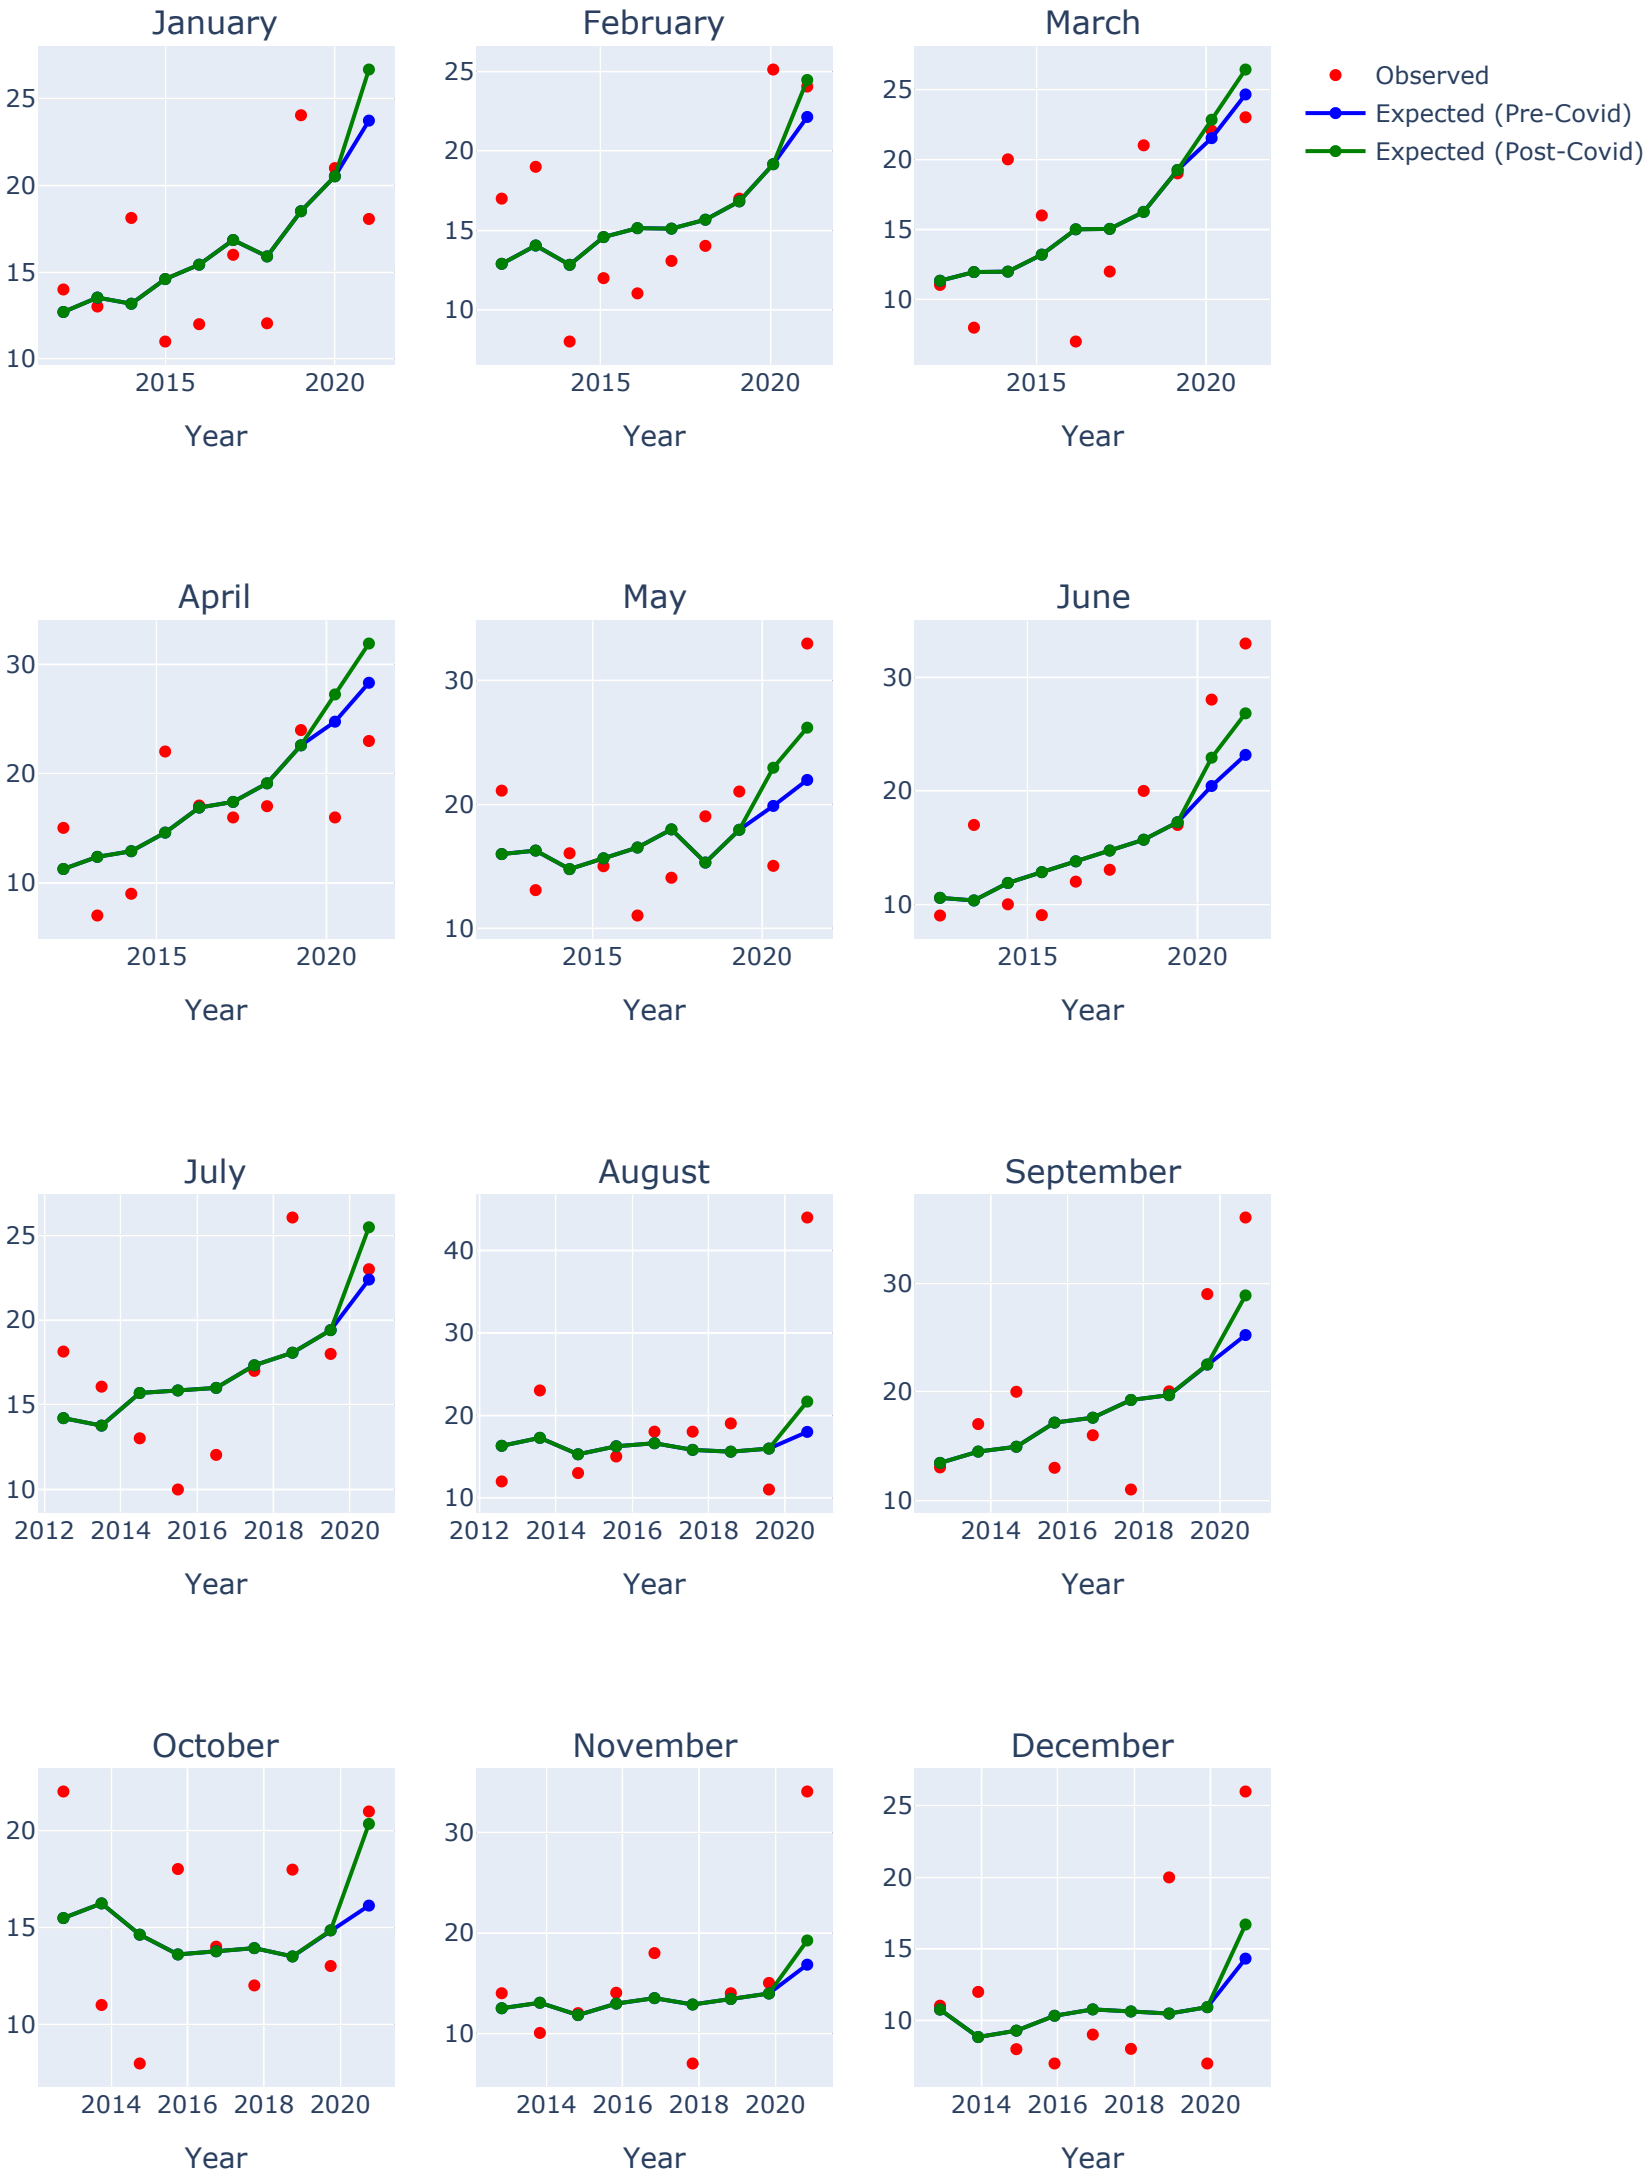 January
February
March
Observed
Expected (Pre-Covid)
Expected (Post-Covid)
25
20
15
10
2015 2020
Year
25
20
15
10
2015 2020
Year
25
20
15
10
2015 2020
Year
April
May
June
30
20
10
2015 2020
Year
30
20
10
2015 2020
Year
30
20
10
2015 2020
Year
July
August
September
25
20
15
10
2012 2014 2016 2018 2020
Year
40
30
20
10
2012 2014 2016 2018 2020
Year
30
20
10
2014 2016 2018 2020
Year
October
November
December
20
15
10
2014 2016 2018 2020
Year
30
20
10
2014 2016 2018 2020
Year
25
20
15
10
2014 2016 2018 2020
Year